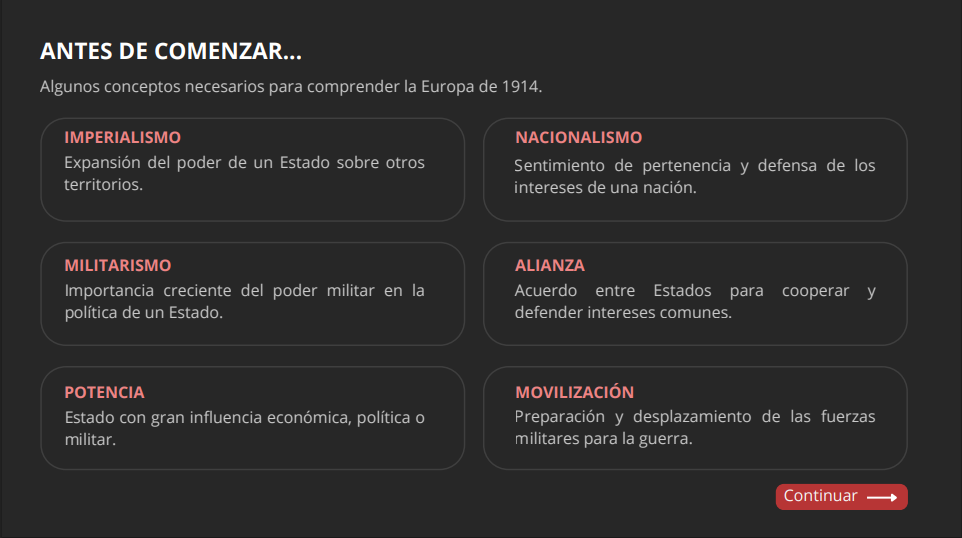 ANTES DE COMENZAR...
Algunos conceptos necesarios para comprender la Europa de 1914.
IMPERIALISMO
Expansión del poder de un Estado sobre otros
territorios.
NACIONALISMO
Sentimiento de pertenencia y defensa de los
intereses de una nación.
MILITARISMO
Importancia creciente del poder militar en la
política de un Estado.
ALIANZA
Acuerdo entre Estados para cooperar y
defender intereses comunes.
POTENCIA
Estado con gran influencia económica, política o
militar.
MOVILIZACIÓN
Preparación y desplazamiento de las fuerzas
militares para la guerra.
Continuar